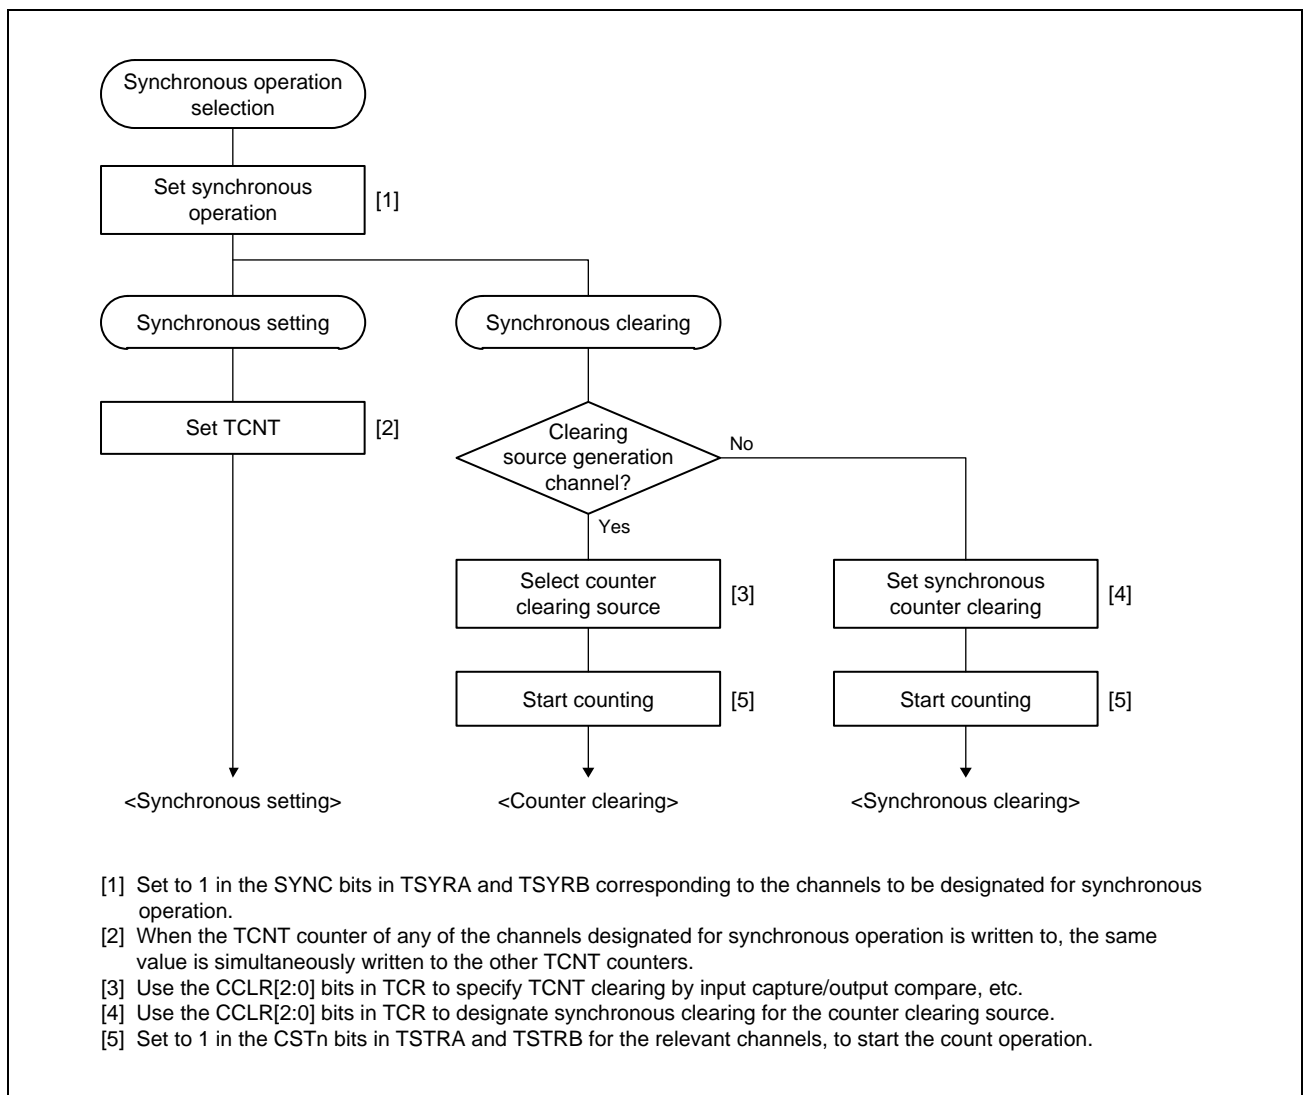 Synchronous operation
selection
Set synchronous
operation
[1]
Synchronous setting
Synchronous clearing
Set TCNT
[2]
Clearing
source generation
channel?
No
Yes
Select counter
clearing source
[3]
Set synchronous
counter clearing
[4]
Start counting
[5]
Start counting
[5]
<Synchronous setting>
<Counter clearing>
<Synchronous clearing>
[1] Set to 1 in the SYNC bits in TSYRA and TSYRB corresponding to the channels to be designated for synchronous
operation.
[2] When the TCNT counter of any of the channels designated for synchronous operation is written to, the same
value is simultaneously written to the other TCNT counters.
[3] Use the CCLR[2:0] bits in TCR to specify TCNT clearing by input capture/output compare, etc.
[4] Use the CCLR[2:0] bits in TCR to designate synchronous clearing for the counter clearing source.
[5] Set to 1 in the CSTn bits in TSTRA and TSTRB for the relevant channels, to start the count operation.